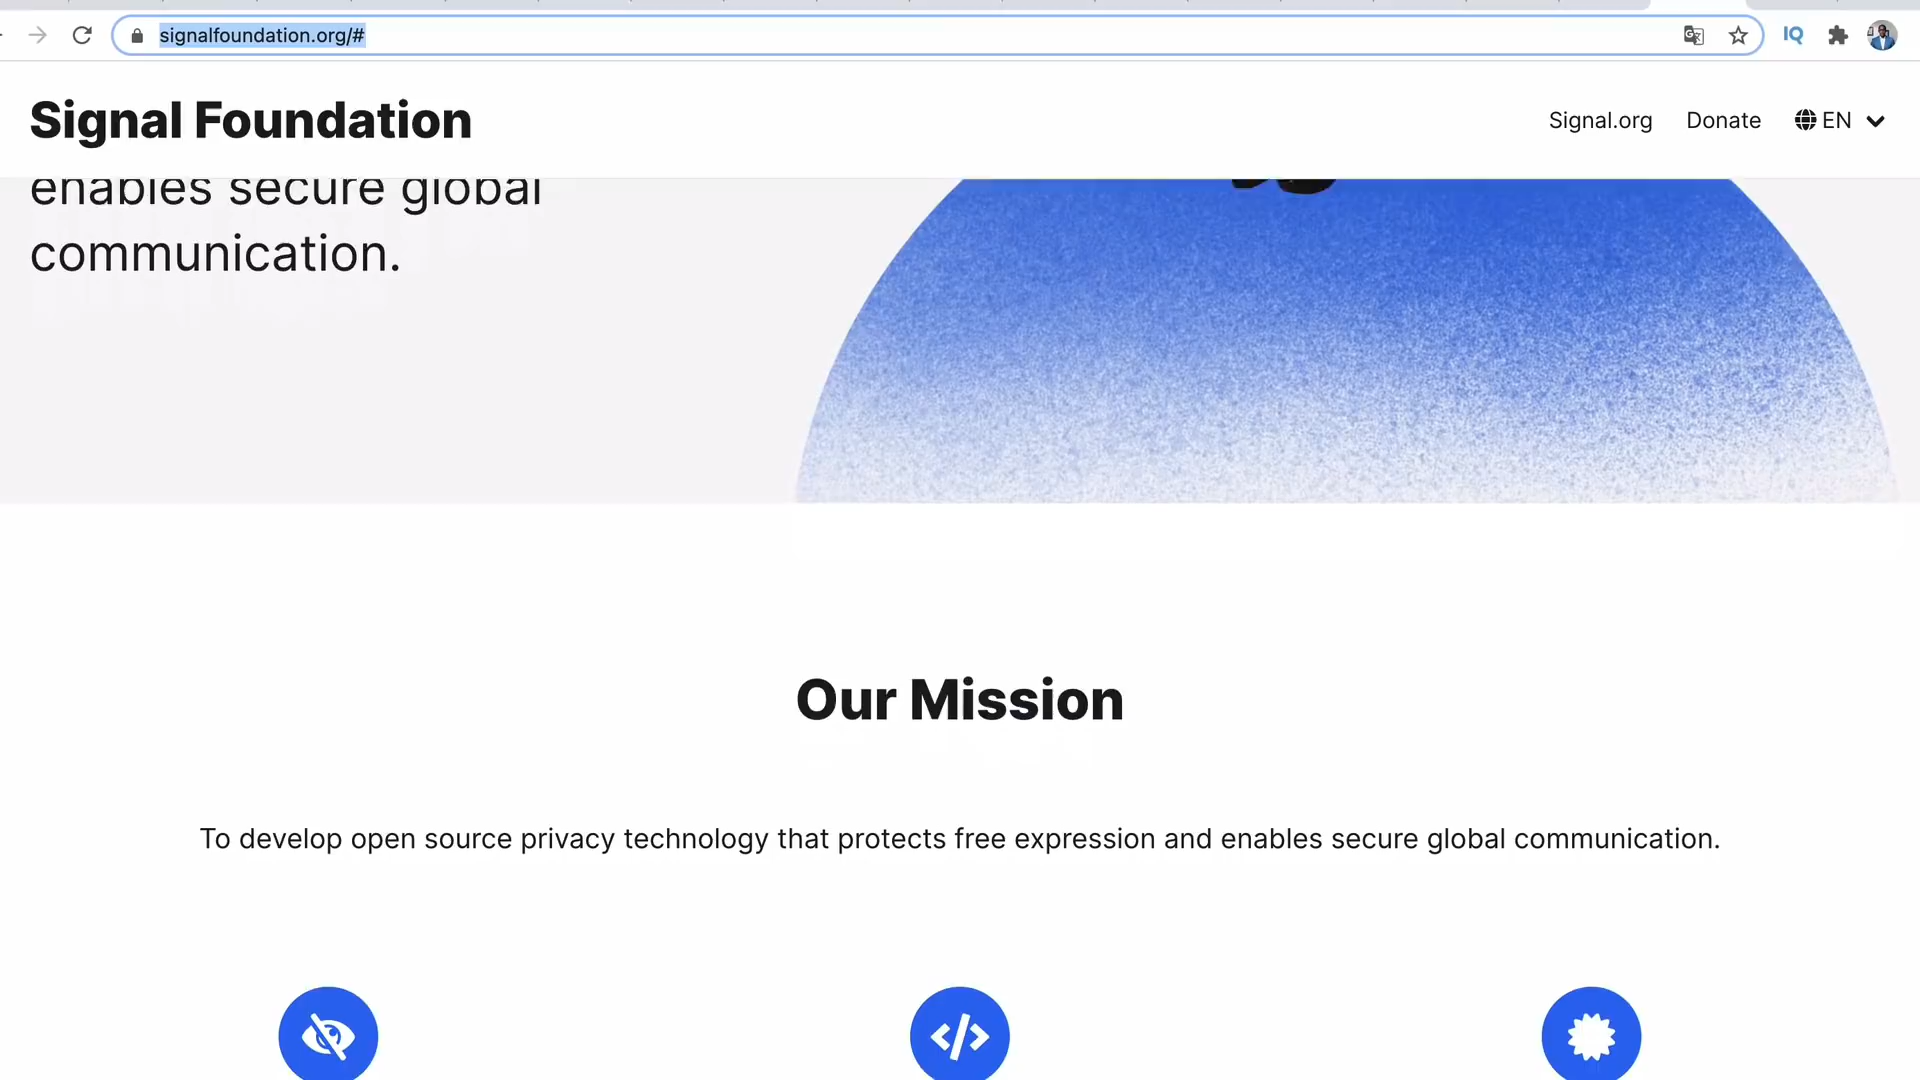 signalfoundation.org/#
IQ
Signal Foundation
Signal.org
Donate
EN
enables secure global
communication.
Our Mission
To develop open source privacy technology that protects free expression and enables secure global communication.